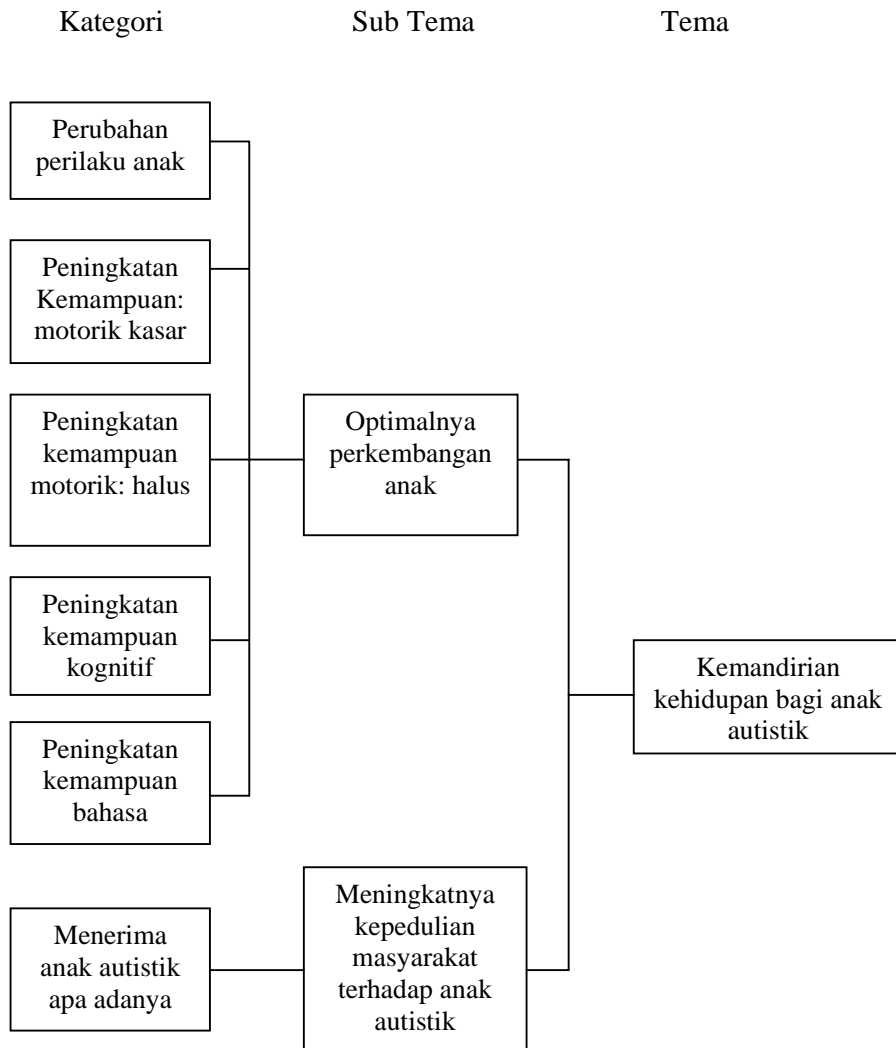 Kategori Sub Tema Tema
Perubahan
perilaku anak
Peningkatan
Kemampuan:
motorik kasar
Peningkatan
kemampuan
motorik: halus
Peningkatan
kemampuan
kognitif
Peningkatan
kemampuan
bahasa
Menerima
anak autistik
apa adanya
Optimalnya
perkembangan
anak
Meningkatnya
kepedulian
masyarakat
terhadap anak
autistik
Kemandirian
kehidupan bagi anak
autistik